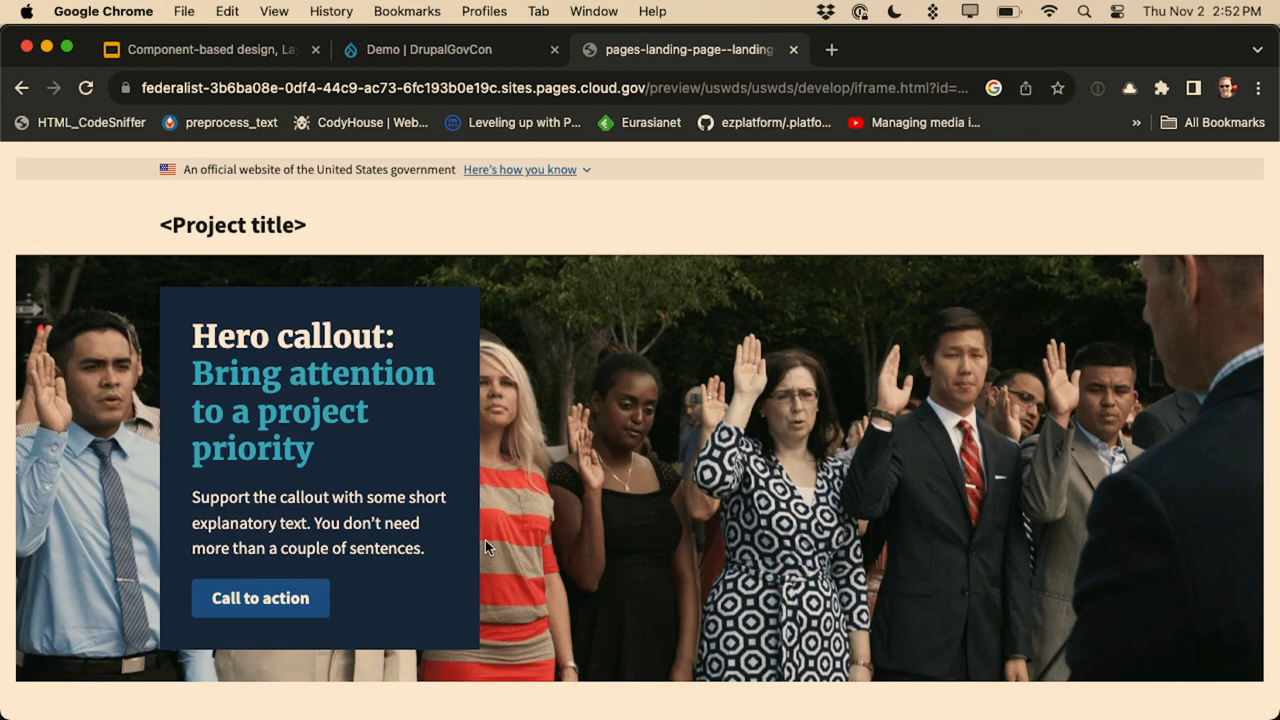 Google Chrome File Edit View History Bookmarks Profiles Tab Window Help Thu Nov 2 2:52 PM
Component-based design, La
Demo | DrupalGovCon
pages-landing-page--landing
federalist-3b6ba08e-0df4-44c9-ac73-6fc193b0e19c.sites.pages.cloud.gov/preview/uswds/uswds/develop/iframe.html?id=...
HTML_CodeSniffer preprocess_text CodyHouse | Web... Leveling up with P... Eurasianet ezplatform/.platfo... Managing media i... » All Bookmarks
An official website of the United States government Here's how you know
<Project title>
Hero callout:
Bring attention
to a project
priority
Support the callout with some short
explanatory text. You don't need
more than a couple of sentences.
Call to action